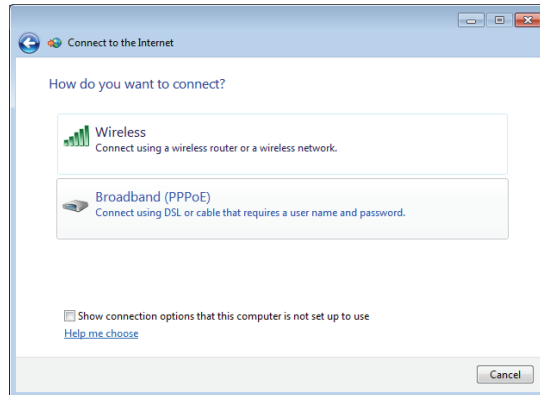 Connect to the Internet
How do you want to connect?
Wireless
Connect using a wireless router or a wireless network.
Broadband (PPPoE)
Connect using DSL or cable that requires a user name and password.
Show connection options that this computer is not set up to use
Help me choose
Cancel